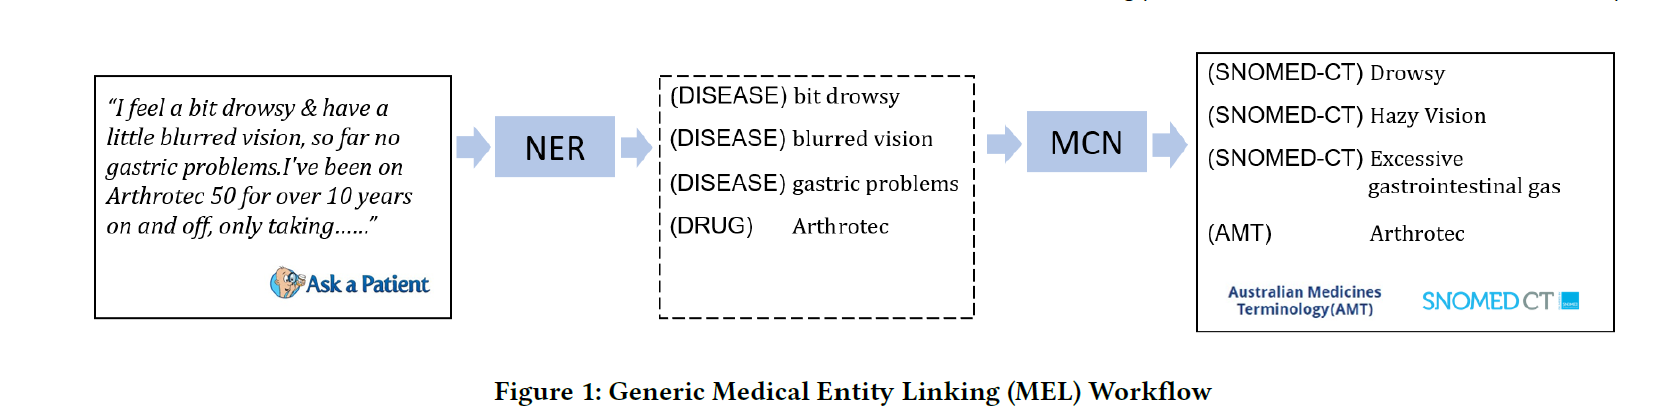 “I feel a bit drowsy & have a
little blurred vision, so far no
gastric problems.I've been on
Arthrotec 50 for over 10 years
on and off, only taking......”
Ask a Patient
NER
(DISEASE) bit drowsy
(DISEASE) blurred vision
(DISEASE) gastric problems
(DRUG) Arthrotec
MCN
(SNOMED-CT) Drowsy
(SNOMED-CT) Hazy Vision
(SNOMED-CT) Excessive
gastrointestinal gas
(AMT) Arthrotec
Australian Medicines
Terminology(AMT)
SNOMED CT
Figure 1: Generic Medical Entity Linking (MEL) Workflow